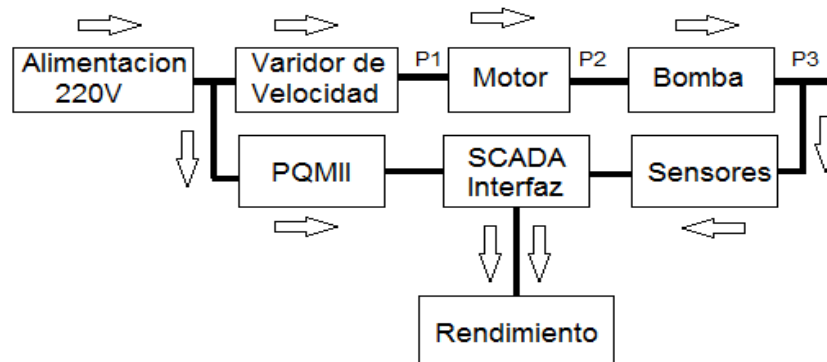 Alimentacion
220V
Varidor de
Velocidad
P1
Motor
P2
Bomba
P3
PQMII
SCADA
Interfaz
Sensores
Rendimiento